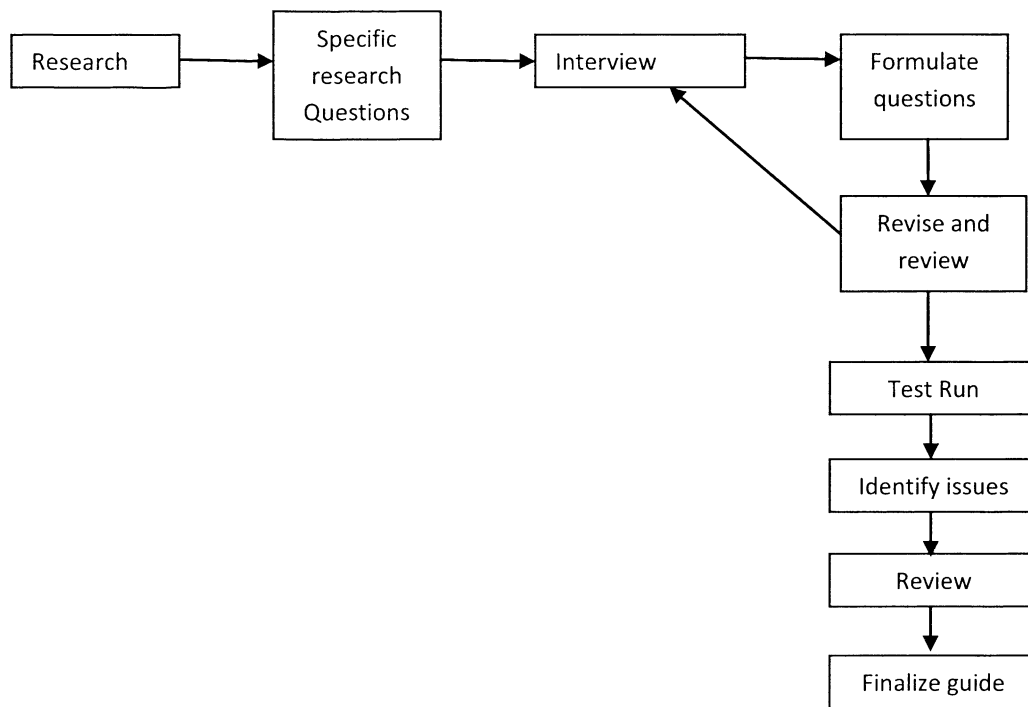 Research
Specific
research
Questions
Interview
Formulate
questions
Revise and
review
Test Run
Identify issues
Review
Finalize guide